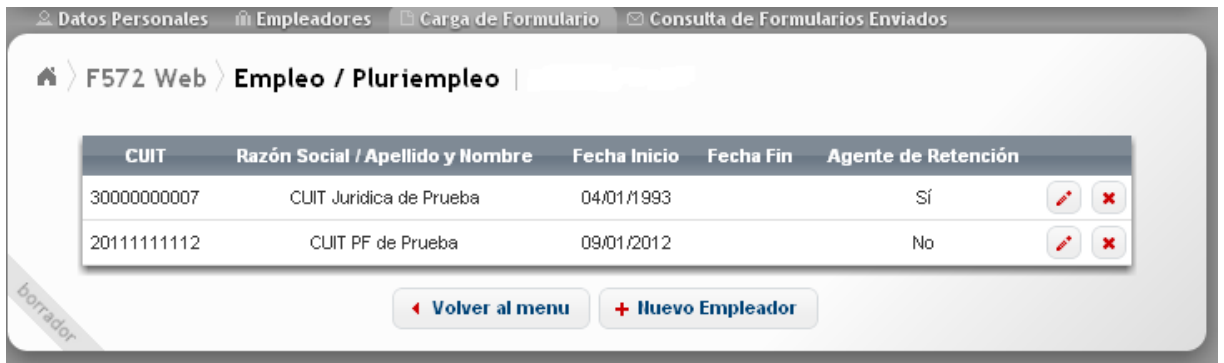 Datos Personales Empleadores Carga de Formulario Consulta de Formularios Enviados
F572 Web Empleo / Pluriempleo |
CUIT Razón Social / Apellido y Nombre Fecha Inicio Fecha Fin Agente de Retención
30000000007 CUIT Juridica de Prueba 04/01/1993 Sí
20111111112 CUIT PF de Prueba 09/01/2012 No
borrador
Volver al menu + Nuevo Empleador